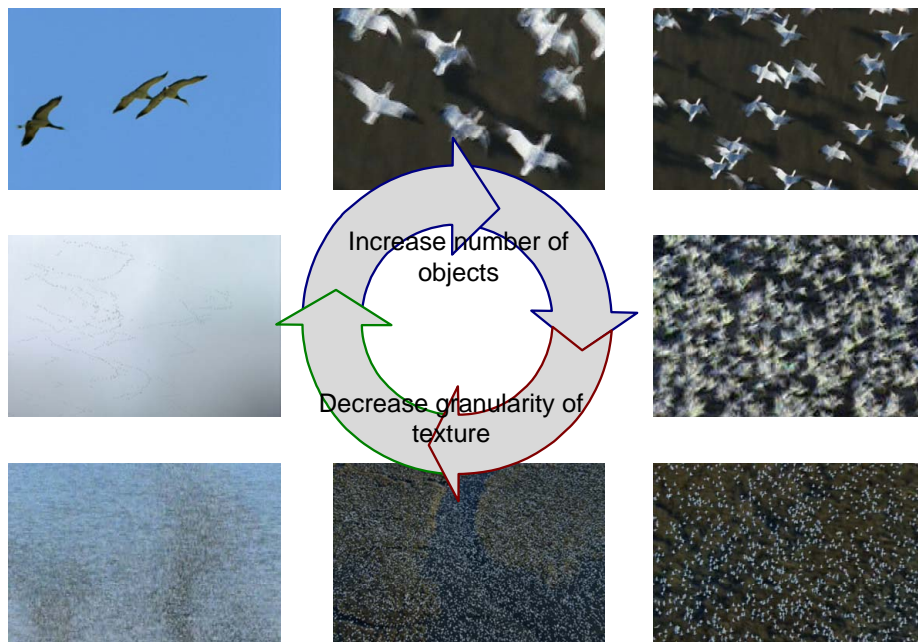 Increase number of
objects
Decrease granularity of
texture